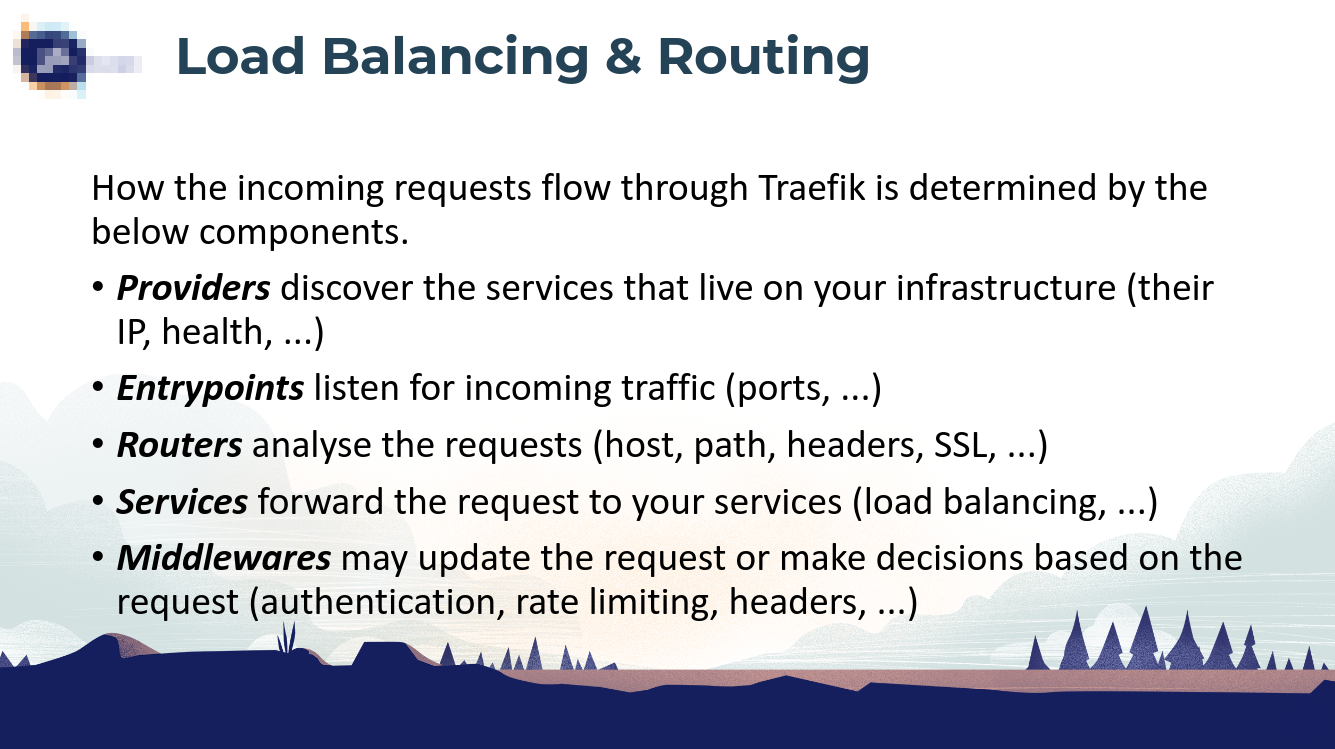 Load Balancing & Routing
How the incoming requests flow through Traefik is determined by the
below components.
• Providers discover the services that live on your infrastructure (their
IP, health, ...)
• Entrypoints listen for incoming traffic (ports, ...)
• Routers analyse the requests (host, path, headers, SSL, ...)
• Services forward the request to your services (load balancing, ...)
• Middlewares may update the request or make decisions based on the
request (authentication, rate limiting, headers, ...)